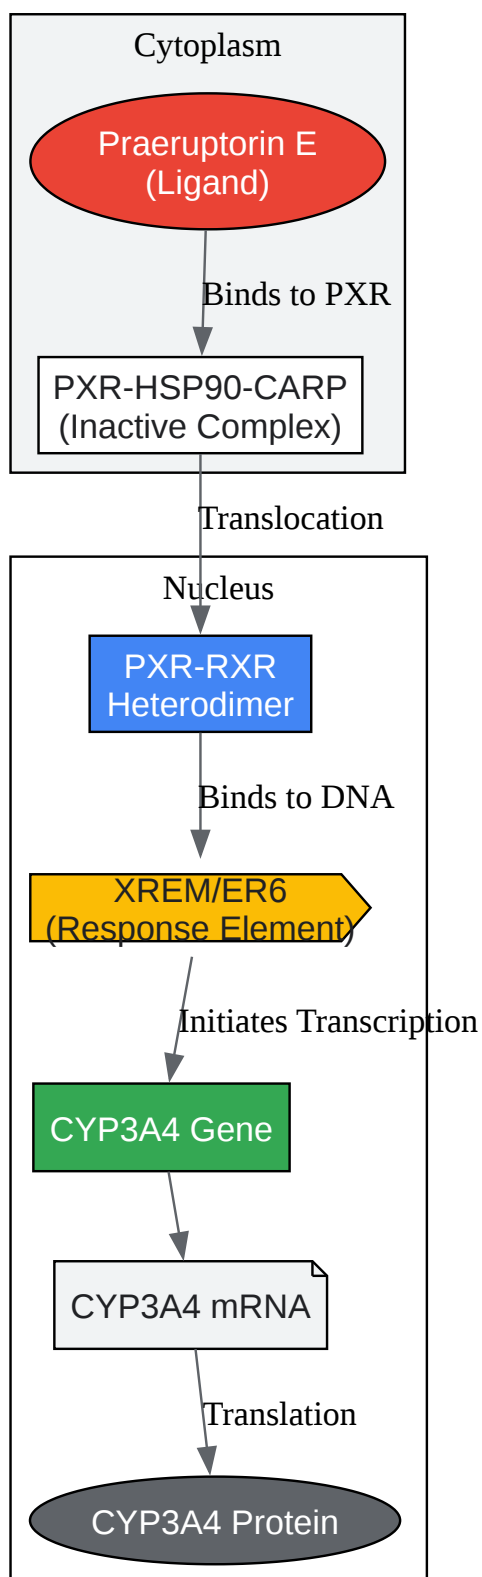 Cytoplasm
Praeruptorin E
(Ligand)
Binds to PXR
PXR-HSP90-CARP
(Inactive Complex)
Translocation
Nucleus
PXR-RXR
Heterodimer
Binds to DNA
XREM/ER6
(Response Element)
Initiates Transcription
CYP3A4 Gene
CYP3A4 mRNA
Translation
CYP3A4 Protein